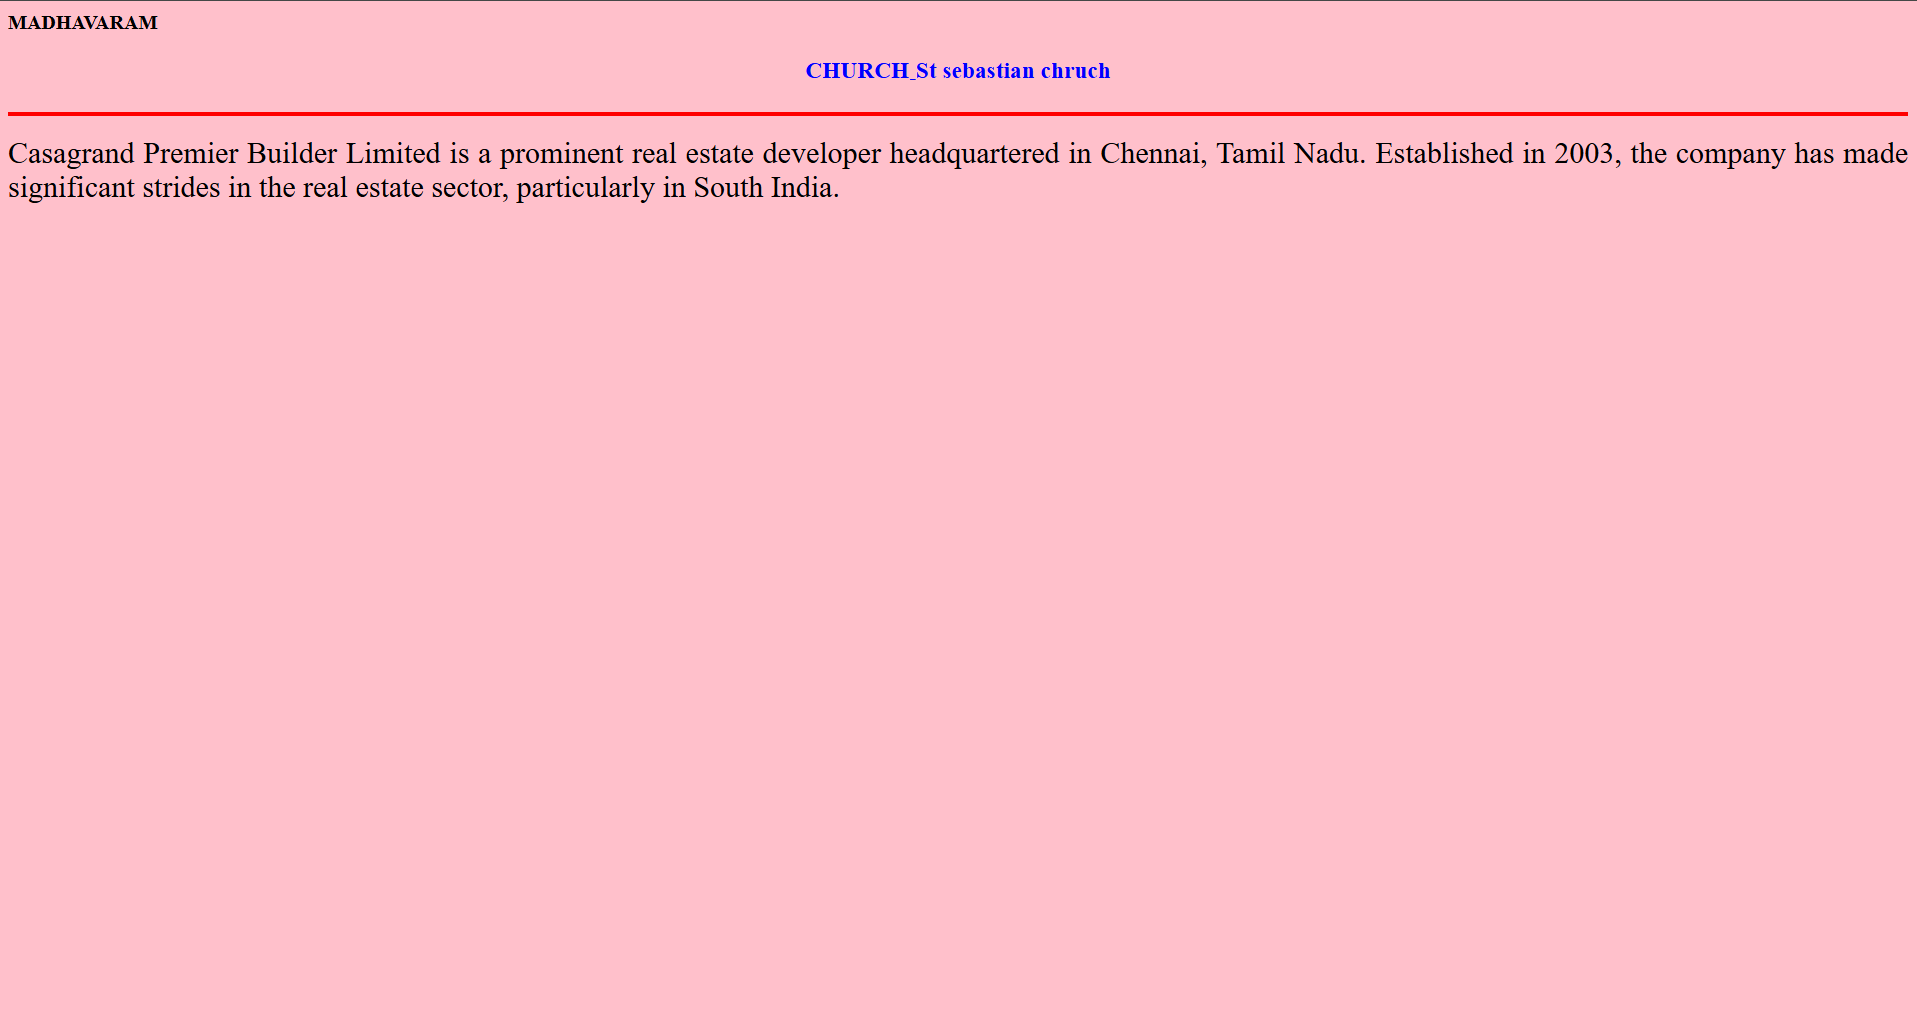 MADHAVARAM
CHURCH_St sebastian chruch
Casagrand Premier Builder Limited is a prominent real estate developer headquartered in Chennai, Tamil Nadu. Established in 2003, the company has made
significant strides in the real estate sector, particularly in South India.